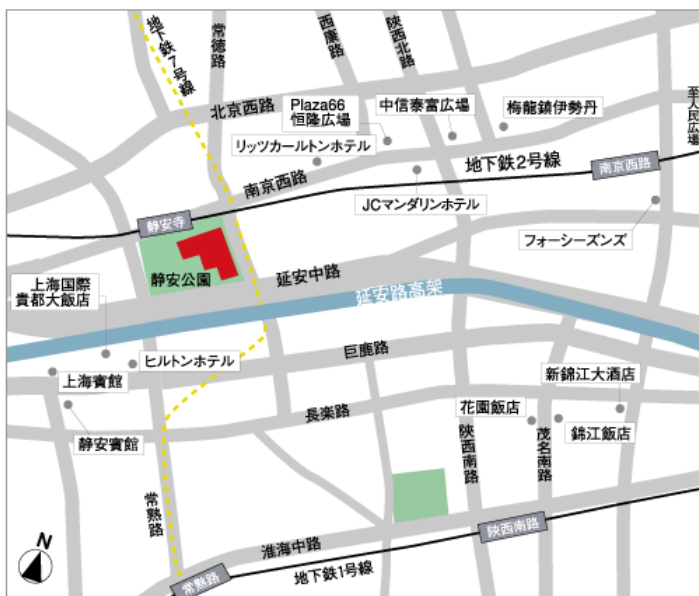 地下鉄7号線
常徳路
西康路
陝西北路
北京西路
Plaza66
恒隆広場
中信泰富広場
梅龍鎮伊勢丹
至人民広場
リッツカールトンホテル
南京西路
地下鉄2号線
南京西路
JCマンダリンホテル
静安寺
フォーシーズンズ
静安公園
延安中路
延安路高架
上海国際
貴都大飯店
ヒルトンホテル
巨鹿路
上海賓館
新錦江大酒店
長楽路
花園飯店
静安賓館
錦江飯店
陝西南路
茂名南路
常熟路
陝西南路
淮海中路
N
常熟路
地下鉄1号線